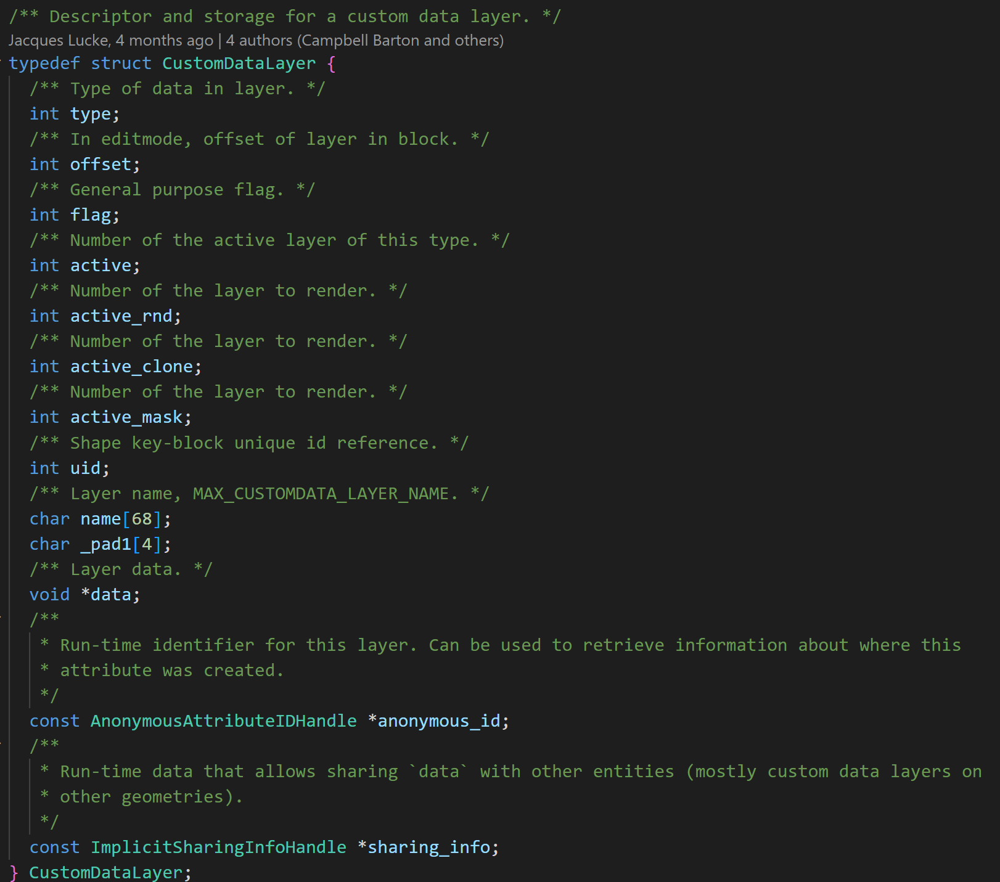 /** Descriptor and storage for a custom data layer. */
Jacques Lucke, 4 months ago | 4 authors (Campbell Barton and others)
typedef struct CustomDataLayer {
/** Type of data in layer. */
int type;
/** In editmode, offset of layer in block. */
int offset;
/** General purpose flag. */
int flag;
/** Number of the active layer of this type. */
int active;
/** Number of the layer to render. */
int active_rnd;
/** Number of the layer to render. */
int active_clone;
/** Number of the layer to render. */
int active_mask;
/** Shape key-block unique id reference. */
int uid;
/** Layer name, MAX_CUSTOMDATA_LAYER_NAME. */
char name[68];
char _pad1[4];
/** Layer data. */
void *data;
/**
* Run-time identifier for this layer. Can be used to retrieve information about where this
* attribute was created.
*/
const AnonymousAttributeIDHandle *anonymous_id;
/**
* Run-time data that allows sharing `data` with other entities (mostly custom data layers on
* other geometries).
*/
const ImplicitSharingInfoHandle *sharing_info;
} CustomDataLayer;